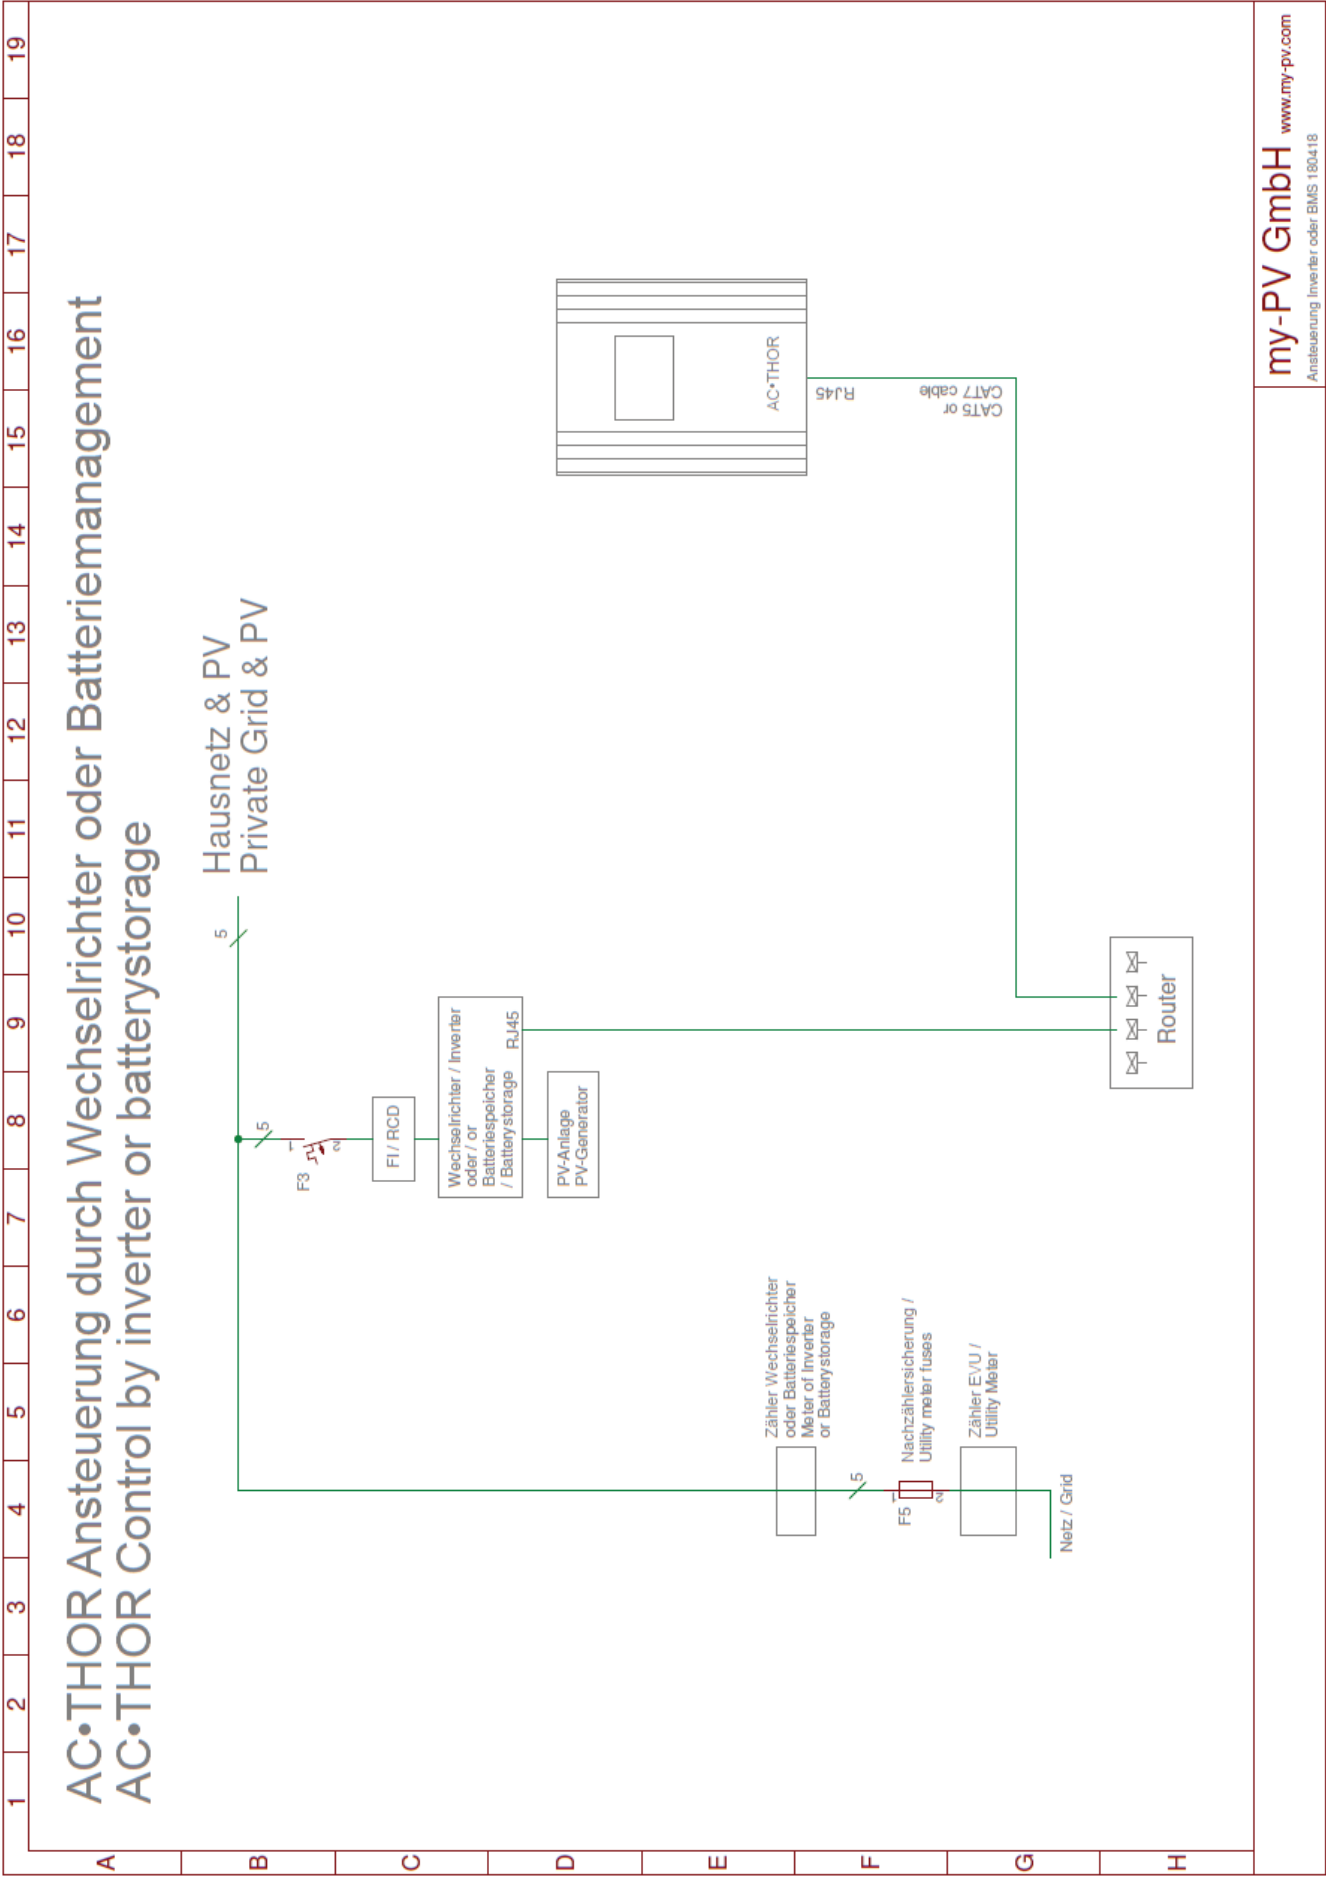 1 2 3 4 5 6 7 8 9 10 11 12 13 14 15 16 17 18 19
A
B
C
D
E
F
G
H
AC•THOR Ansteuerung durch Wechselrichter oder Batteriemanagement
AC•THOR Control by inverter or batterystorage
Hausnetz & PV
Private Grid & PV
5
5
1
2
F3
FI / RCD
Wechselrichter / Inverter
oder / or
Batteriespeicher
/ Batterystorage
RJ45
PV-Anlage
PV-Generator
AC•THOR
RJ45
CAT5 or
CAT7 cable
Zähler Wechselrichter
oder Batteriespeicher
Meter of Inverter
or Batterystorage
5
1
2
F5
Nachzählersicherung /
Utility meter fuses
Zähler EVU /
Utility Meter
Netz / Grid
Router
my-PV GmbH www.my-pv.com
Ansteuerung Inverter oder BMS 180418